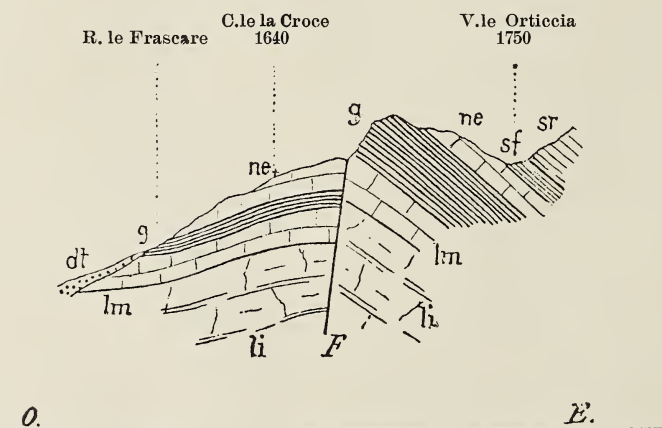 R. le Frascare
C.le la Croce
1640
V.le Orticcia
1750
g
ne
sf
sr
ne
g
dt
lm
lm
li
li
F
O.
E.